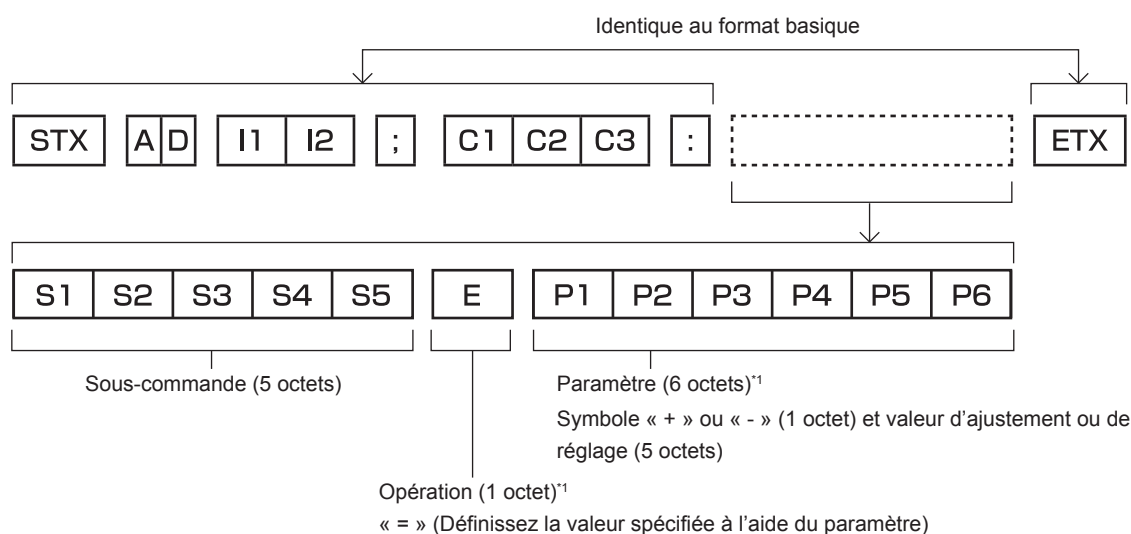 Identique au format basique
STX A D I1 I2 ; C1 C2 C3 : ETX
S1 S2 S3 S4 S5 E P1 P2 P3 P4 P5 P6
Sous-commande (5 octets)
Paramètre (6 octets)*1
Symbole « + » ou « - » (1 octet) et valeur d’ajustement ou de
réglage (5 octets)
Opération (1 octet)*1
« = » (Définissez la valeur spécifiée à l’aide du paramètre)